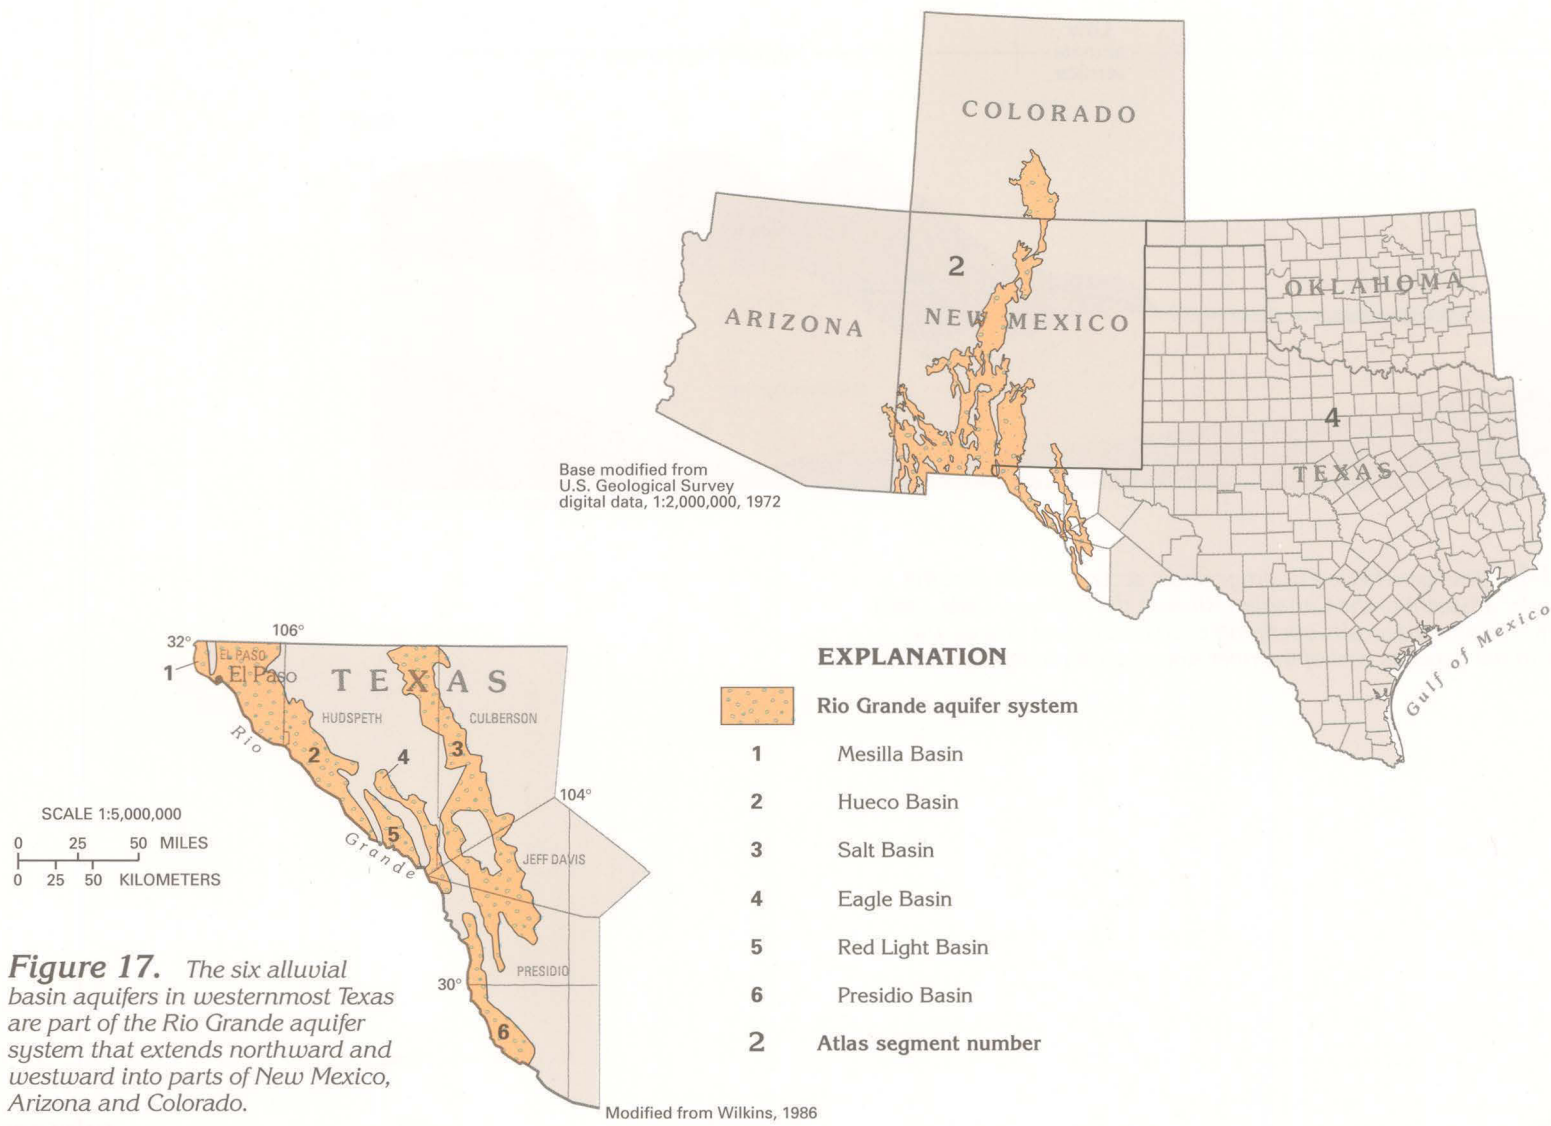 COLORADO
2
ARIZONA
NEW MEXICO
OKLAHOMA
4
TEXAS
Gulf of Mexico
Base modified from
U.S. Geological Survey
digital data, 1:2,000,000, 1972
106°
32°
1
EL PASO
El Paso
TEXAS
HUDSPETH
CULBERSON
Rio
2
4
3
104°
5
Grande
JEFF DAVIS
PRESIDIO
30°
6
SCALE 1:5,000,000
0 25 50 MILES
0 25 50 KILOMETERS
EXPLANATION
Rio Grande aquifer system
1 Mesilla Basin
2 Hueco Basin
3 Salt Basin
4 Eagle Basin
5 Red Light Basin
6 Presidio Basin
2 Atlas segment number
Figure 17. The six alluvial
basin aquifers in westernmost Texas
are part of the Rio Grande aquifer
system that extends northward and
westward into parts of New Mexico,
Arizona and Colorado.
Modified from Wilkins, 1986